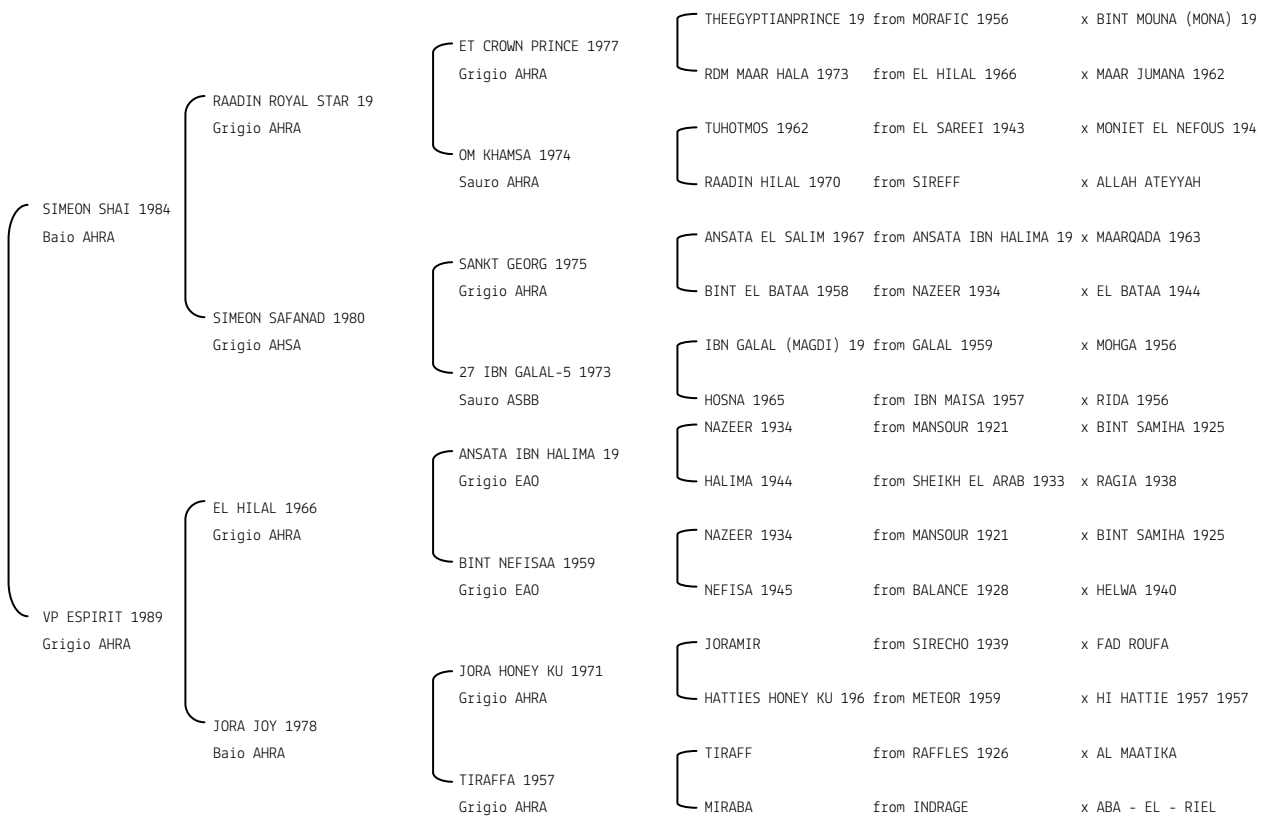 THEEGYPTIANPRINCE 19 from MORAFIC 1956 x BINT MOUNA (MONA) 19
ET CROWN PRINCE 1977
Grigio AHRA
RDM MAAR HALA 1973 from EL HILAL 1966 x MAAR JUMANA 1962
RAADIN ROYAL STAR 19
Grigio AHRA
TUHOTMOS 1962 from EL SAREEI 1943 x MONIET EL NEFOUS 194
OM KHAMSA 1974
Sauro AHRA
RAADIN HILAL 1970 from SIREFF x ALLAH ATEYYAH
SIMEON SHAI 1984
Baio AHRA
ANSATA EL SALIM 1967 from ANSATA IBN HALIMA 19 x MAARQADA 1963
SANKT GEORG 1975
Grigio AHRA
BINT EL BATAA 1958 from NAZEER 1934 x EL BATAA 1944
SIMEON SAFANAD 1980
Grigio AHSA
IBN GALAL (MAGDI) 19 from GALAL 1959 x MOHGA 1956
27 IBN GALAL-5 1973
Sauro ASBB
HOSNA 1965 from IBN MAISA 1957 x RIDA 1956
NAZEER 1934 from MANSOUR 1921 x BINT SAMIHA 1925
ANSATA IBN HALIMA 19
Grigio EAO
HALIMA 1944 from SHEIKH EL ARAB 1933 x RAGIA 1938
EL HILAL 1966
Grigio AHRA
NAZEER 1934 from MANSOUR 1921 x BINT SAMIHA 1925
BINT NEFISAA 1959
Grigio EAO
NEFISA 1945 from BALANCE 1928 x HELWA 1940
VP ESPIRIT 1989
Grigio AHRA
JORAMIR from SIRECHO 1939 x FAD ROUFA
JORA HONEY KU 1971
Grigio AHRA
HATTIES HONEY KU 196 from METEOR 1959 x HI HATTIE 1957 1957
JORA JOY 1978
Baio AHRA
TIRAFF from RAFFLES 1926 x AL MAATIKA
TIRAFFA 1957
Grigio AHRA
MIRABA from INDRAGE x ABA - EL - RIEL